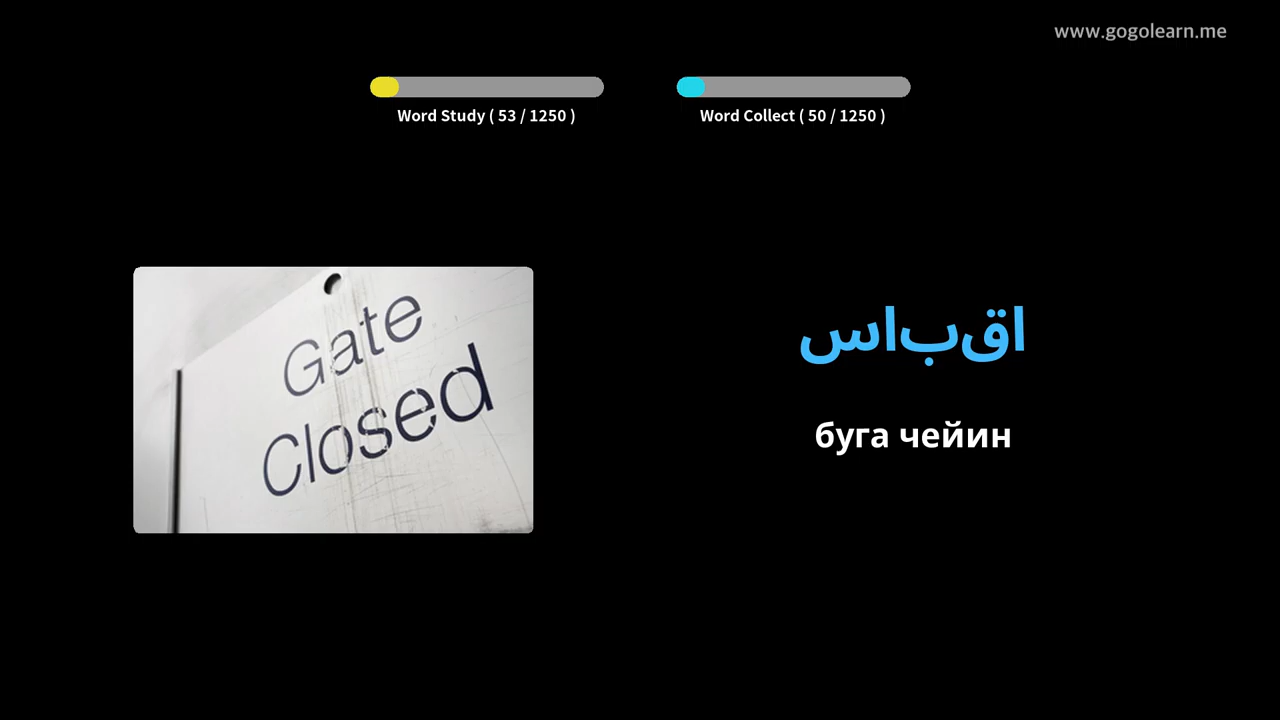 www.gogolearn.me
Word Study ( 53 / 1250 )
Word Collect ( 50 / 1250 )
Gate
Closed
اقباس
буга чейин